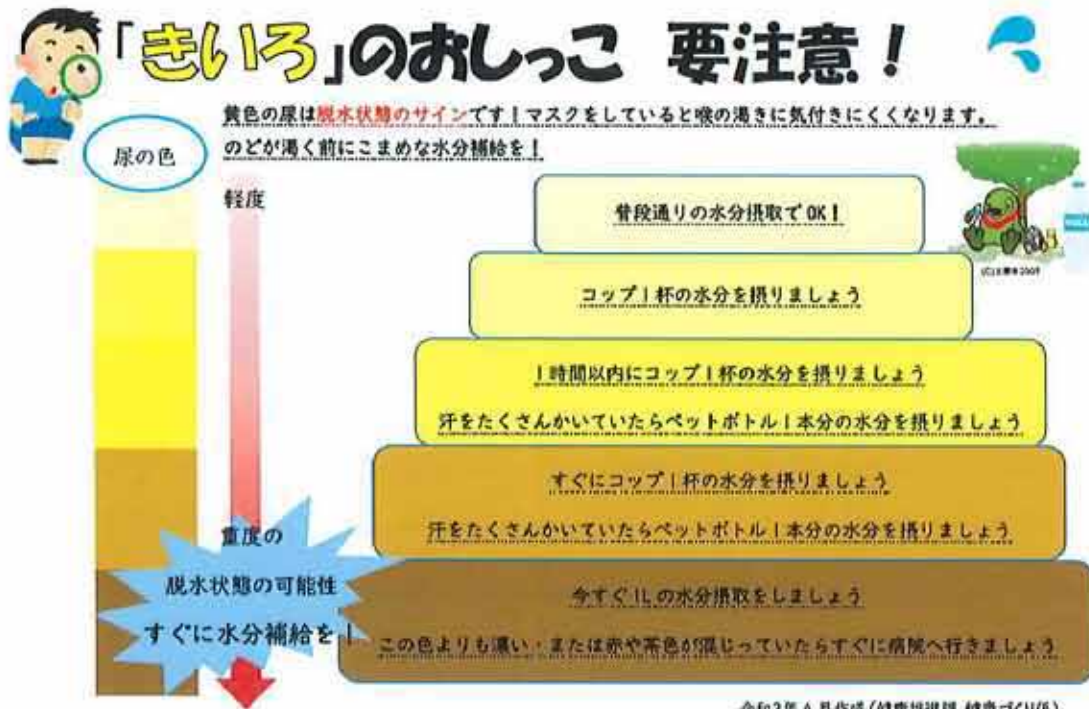 「きいろ」のおしっこ 要注意！
黄色の尿は脱水状態のサインです！マスクをしていると喉の渇きに気付きにくくなります。
のどが渇く前にこまめな水分補給を！
尿の色
軽度
普段通りの水分摂取でOK！
コップ1杯の水分を摂りましょう
1時間以内にコップ1杯の水分を摂りましょう
汗をたくさんかいていたらペットボトル1本分の水分を摂りましょう
すぐにコップ1杯の水分を摂りましょう
汗をたくさんかいていたらペットボトル1本分の水分を摂りましょう
重度の
脱水状態の可能性
すぐに水分補給を！
今すぐ1Lの水分摂取をしましょう
この色よりも濃い・または赤や茶色が混じっていたらすぐに病院へ行きましょう